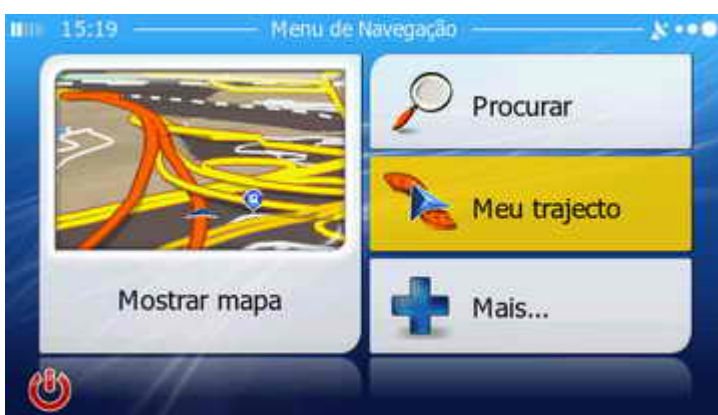 15:19
Menu de Navegação
Procurar
Meu trajecto
Mostrar mapa
Mais...